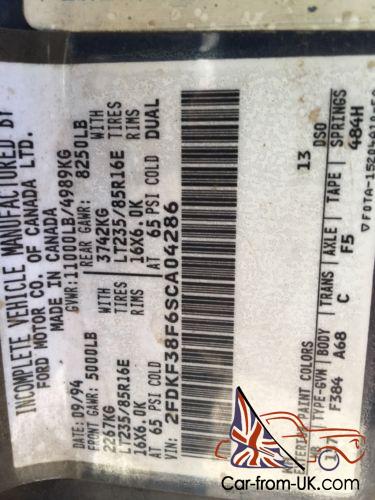 INCOMPLETE VEHICLE MANUFACTURED BY
FORD MOTOR CO. OF CANADA LTD.
MADE IN CANADA
DATE: 09/94 GVWR: 11000LB/4989KG
FRONT GAWR: 5000LB REAR GAWR: 8250LB
2267KG WITH 3742KG WITH
LT235/85R16E TIRES LT235/85R16E TIRES
16X6.0K RIMS 16X6.0K RIMS
AT 65 PSI COLD AT 65 PSI COLD DUAL
VIN: 2FDKF38F6SCA04286
EXTERIOR PAINT COLORS 13 DSO
TYPE-GVW BODY TRANS AXLE TAPE SPRINGS
F384 A68 C F5 484H
Car-from-UK.com